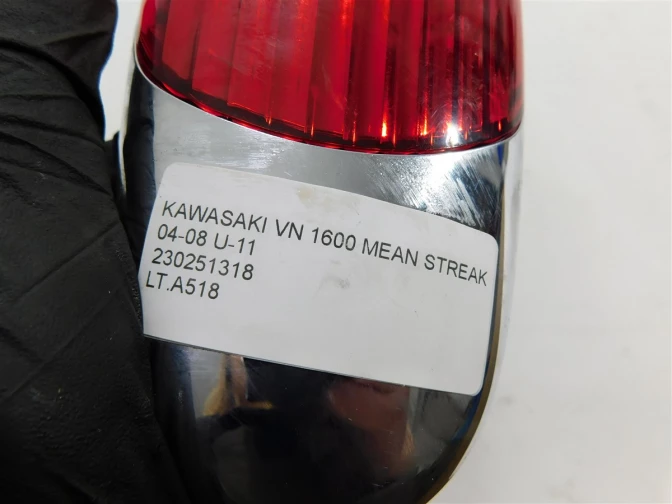 KAWASAKI VN 1600 MEAN STREAK
04-08 U-11
230251318
LT.A518